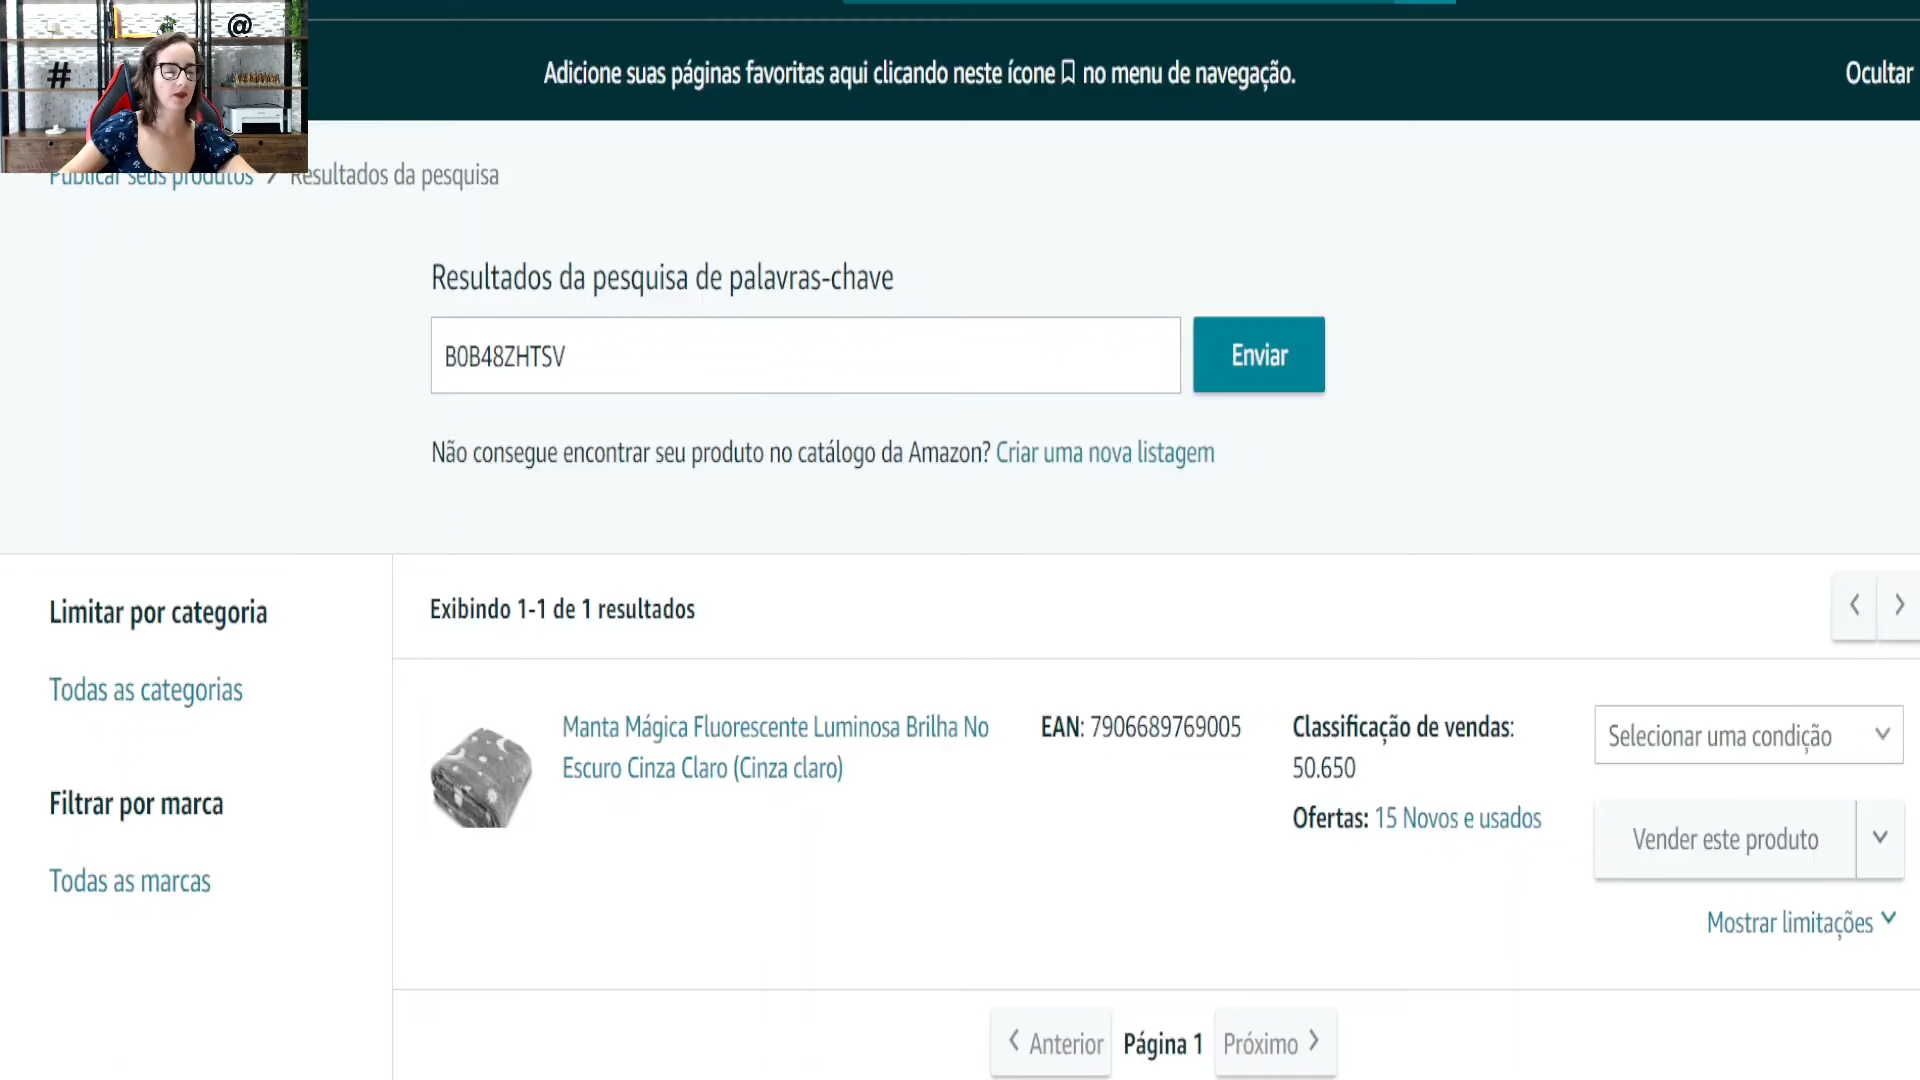 @
#
Adicione suas páginas favoritas aqui clicando neste ícone no menu de navegação.
Ocultar
Publicar seus produtos > Resultados da pesquisa
Resultados da pesquisa de palavras-chave
B0B48ZHTSV
Enviar
Não consegue encontrar seu produto no catálogo da Amazon? Criar uma nova listagem
Limitar por categoria
Todas as categorias
Filtrar por marca
Todas as marcas
Exibindo 1-1 de 1 resultados
Manta Mágica Fluorescente Luminosa Brilha No
Escuro Cinza Claro (Cinza claro)
EAN: 7906689769005
Classificação de vendas:
50.650
Ofertas: 15 Novos e usados
Selecionar uma condição
Vender este produto
Mostrar limitações
Anterior
Página 1
Próximo